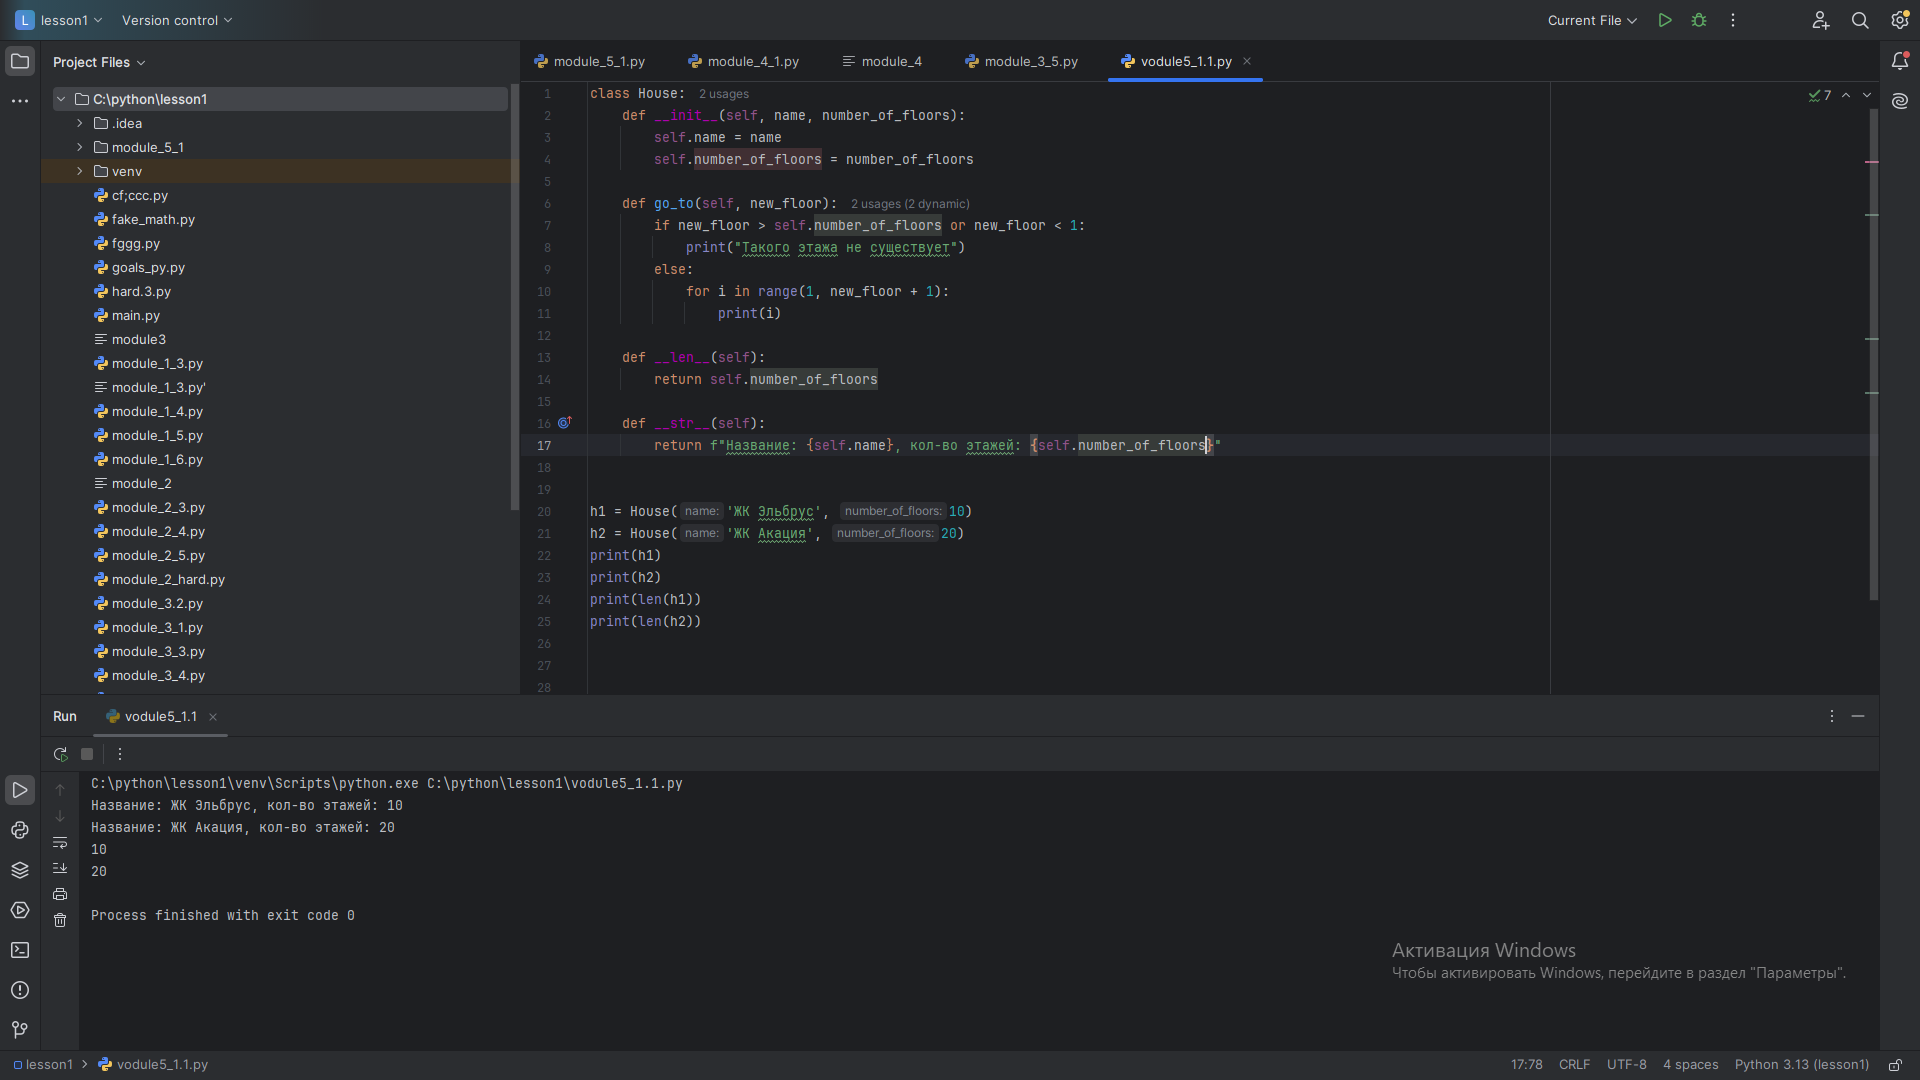 L lesson1 Version control Current File
Project Files
C:\python\lesson1
.idea
module_5_1
venv
cf;ccc.py
fake_math.py
fggg.py
goals_py.py
hard.3.py
main.py
module3
module_1_3.py
module_1_3.py'
module_1_4.py
module_1_5.py
module_1_6.py
module_2
module_2_3.py
module_2_4.py
module_2_5.py
module_2_hard.py
module_3.2.py
module_3_1.py
module_3_3.py
module_3_4.py
module_5_1.py module_4_1.py module_4 module_3_5.py vodule5_1.1.py
7
1 class House: 2 usages
2 def __init__(self, name, number_of_floors):
3 self.name = name
4 self.number_of_floors = number_of_floors
5
6 def go_to(self, new_floor): 2 usages (2 dynamic)
7 if new_floor > self.number_of_floors or new_floor < 1:
8 print("Такого этажа не существует")
9 else:
10 for i in range(1, new_floor + 1):
11 print(i)
12
13 def __len__(self):
14 return self.number_of_floors
15
16 def __str__(self):
17 return f"Название: {self.name}, кол-во этажей: {self.number_of_floors}"
18
19
20 h1 = House( name: 'ЖК Эльбрус', number_of_floors: 10)
21 h2 = House( name: 'ЖК Акация', number_of_floors: 20)
22 print(h1)
23 print(h2)
24 print(len(h1))
25 print(len(h2))
26
27
28
Run vodule5_1.1
C:\python\lesson1\venv\Scripts\python.exe C:\python\lesson1\vodule5_1.1.py
Название: ЖК Эльбрус, кол-во этажей: 10
Название: ЖК Акация, кол-во этажей: 20
10
20
Process finished with exit code 0
Активация Windows
Чтобы активировать Windows, перейдите в раздел "Параметры".
lesson1 vodule5_1.1.py 17:78 CRLF UTF-8 4 spaces Python 3.13 (lesson1)